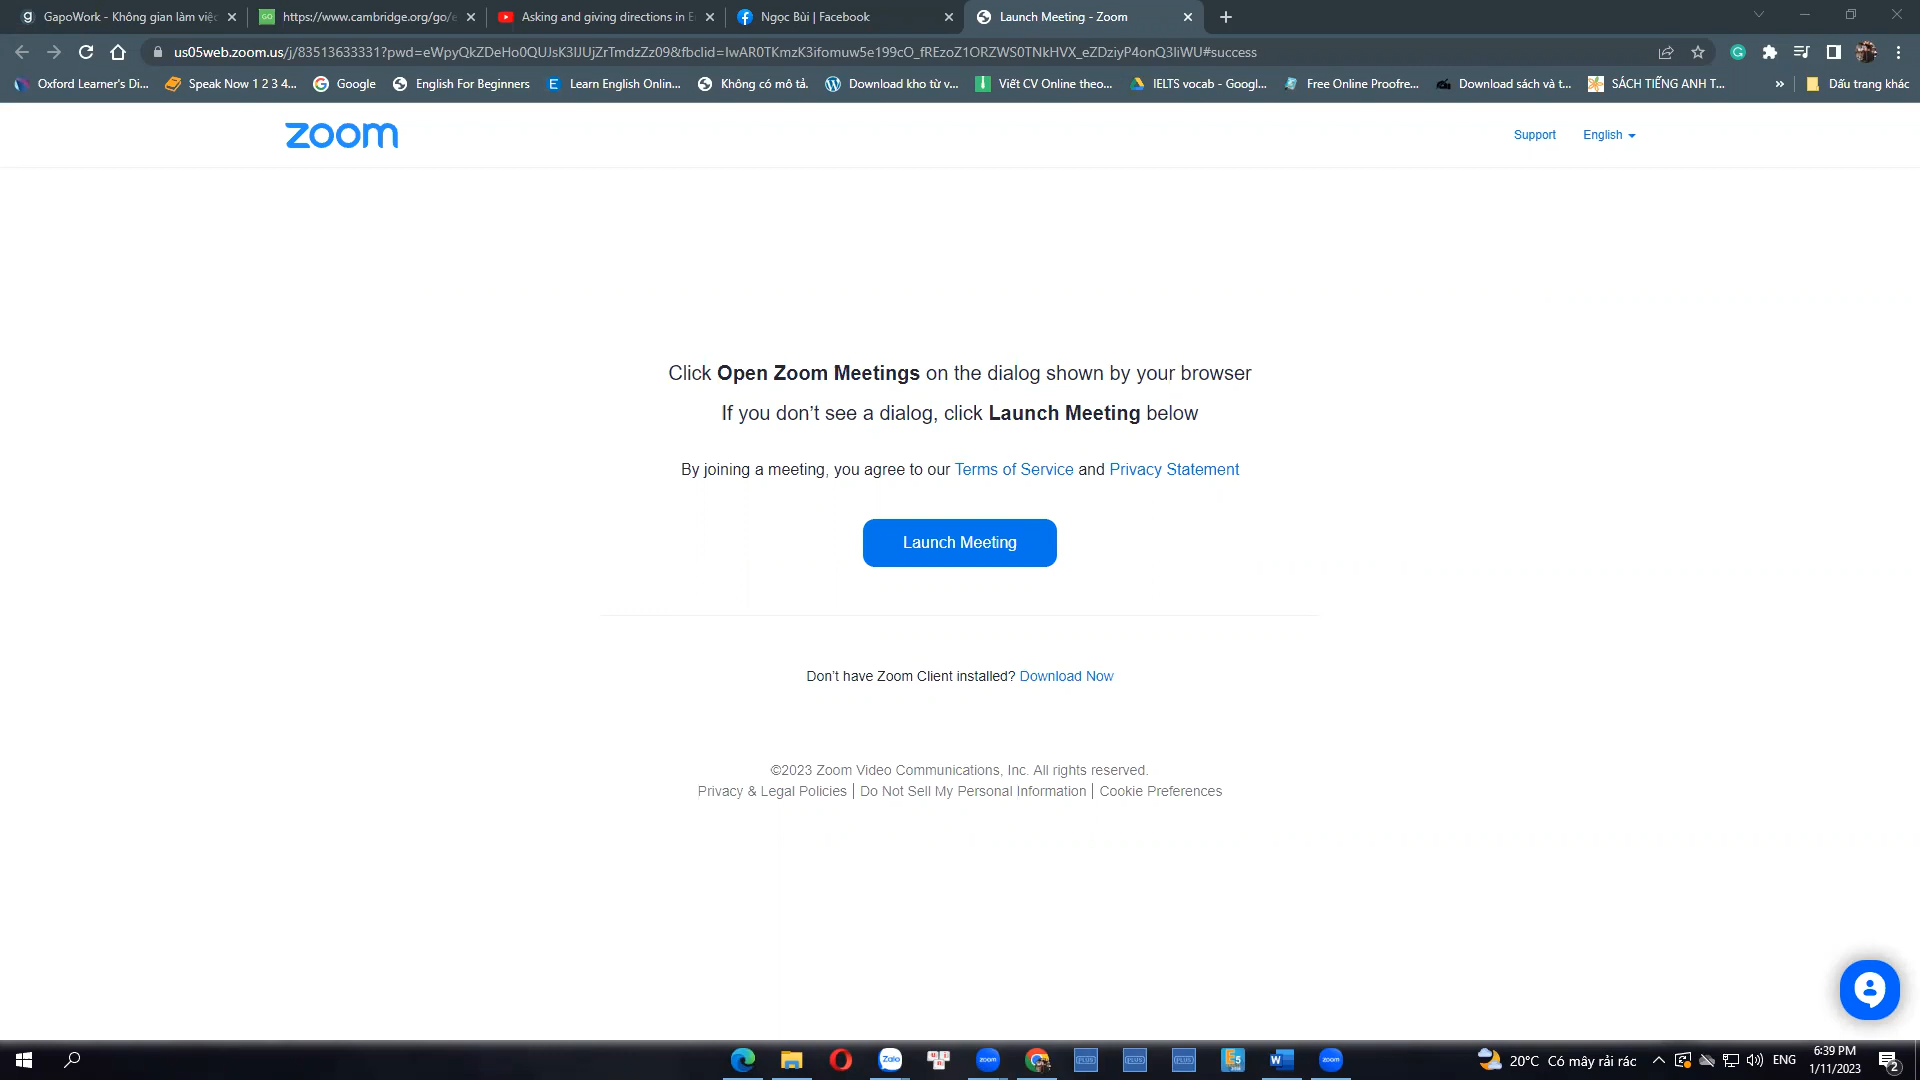 GapoWork - Không gian làm việc
https://www.cambridge.org/go/e
Asking and giving directions in E
Ngọc Bùi | Facebook
Launch Meeting - Zoom
us05web.zoom.us/j/83513633331?pwd=eWpyQkZDeHo0QUJsK3lJUjZrTmdzZz09&fbclid=IwAR0TKmzK3ifomuw5e199cO_fREzoZ1ORZWS0TNkHVX_eZDziyP4onQ3IiWU#success
Oxford Learner's Di...
Speak Now 1 2 3 4...
Google
English For Beginners
Learn English Onlin...
Không có mô tả.
Download kho từ v...
Viết CV Online theo...
IELTS vocab - Googl...
Free Online Proofre...
Download sách và t...
SÁCH TIẾNG ANH T...
»
Dấu trang khác
zoom
Support
English
Click Open Zoom Meetings on the dialog shown by your browser
If you don’t see a dialog, click Launch Meeting below
By joining a meeting, you agree to our Terms of Service and Privacy Statement
Launch Meeting
Don’t have Zoom Client installed? Download Now
©2023 Zoom Video Communications, Inc. All rights reserved.
Privacy & Legal Policies | Do Not Sell My Personal Information | Cookie Preferences
20°C Có mây rải rác
ENG
6:39 PM
1/11/2023
2